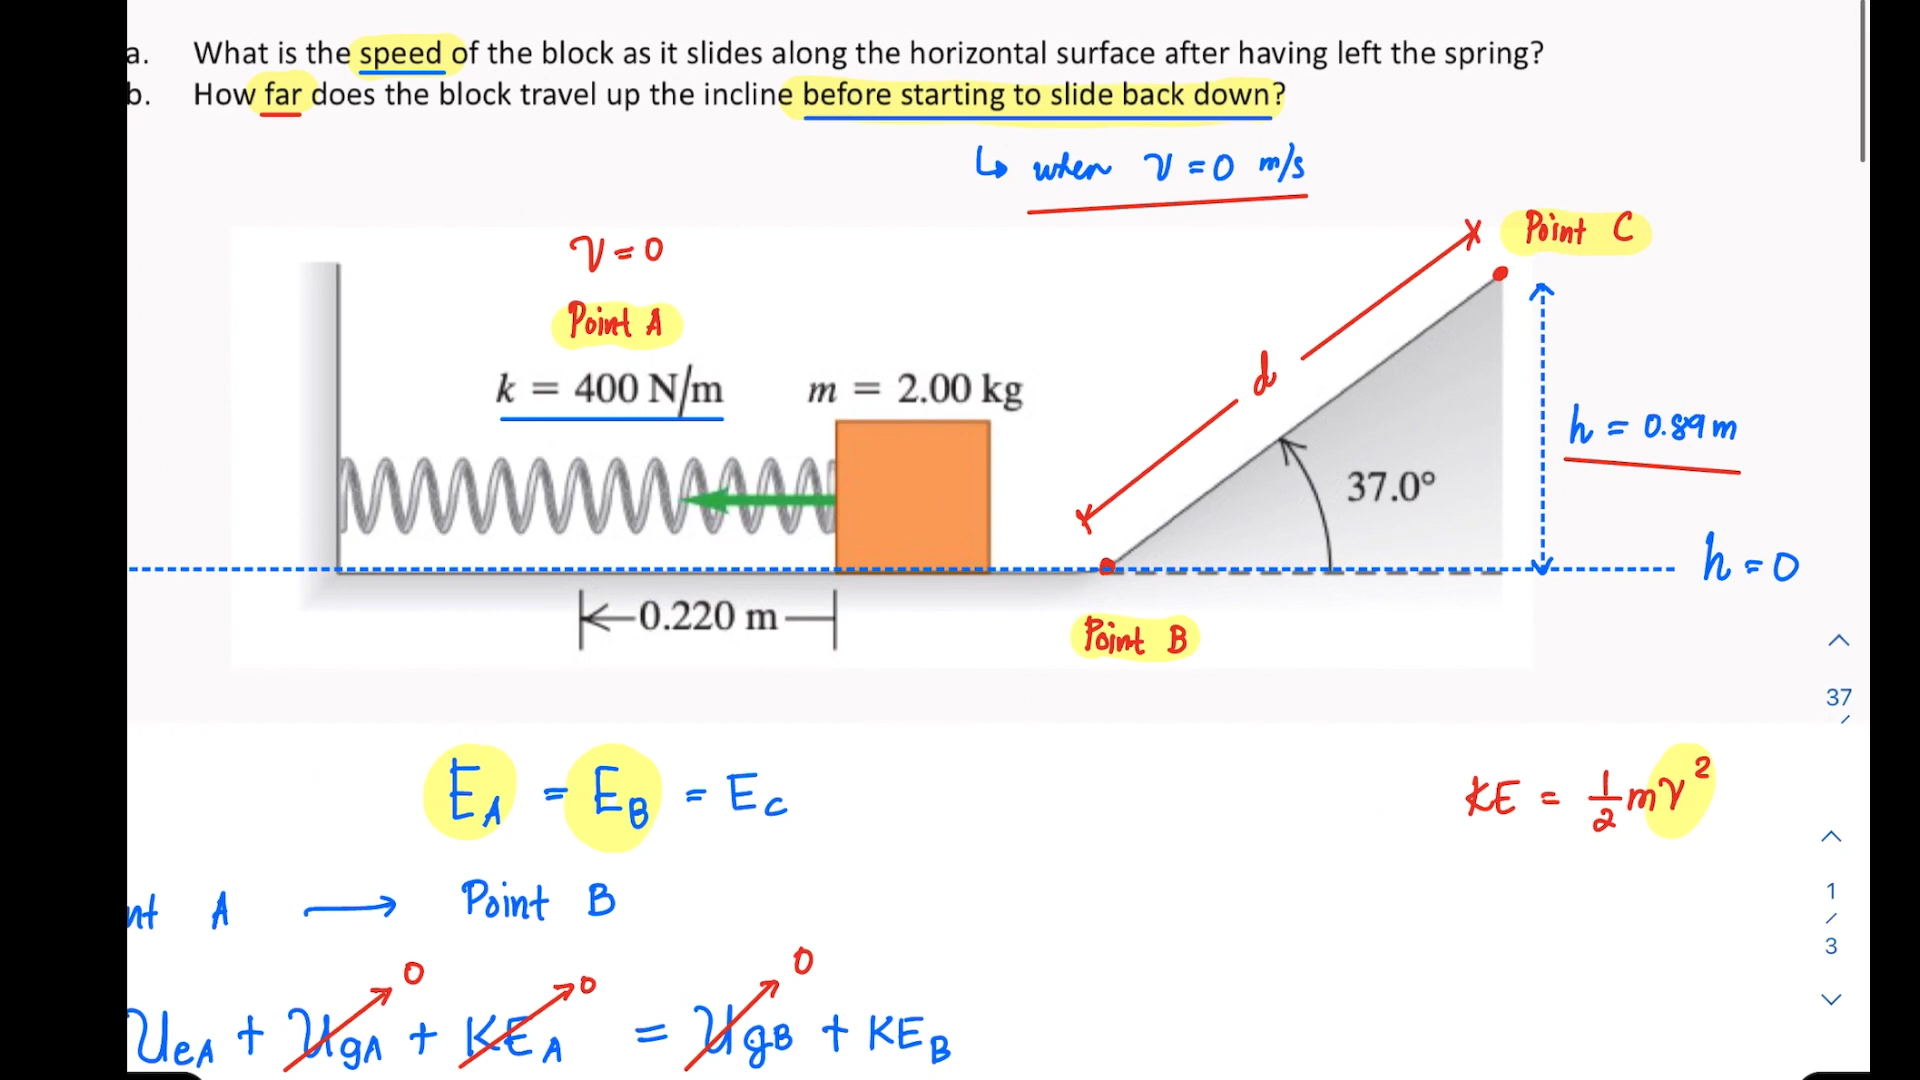 a. What is the speed of the block as it slides along the horizontal surface after having left the spring?
b. How far does the block travel up the incline before starting to slide back down?
↳ when v = 0 m/s
v = 0
Point C
Point A
k = 400 N/m
m = 2.00 kg
d
h = 0.89 m
37.0°
h = 0
0.220 m
Point B
37
/
E_A = E_B = E_C
KE = 1/2 mv²
nt A → Point B
1
/
3
0 0 0
U_eA + U_gA + KE_A = U_gB + KE_B